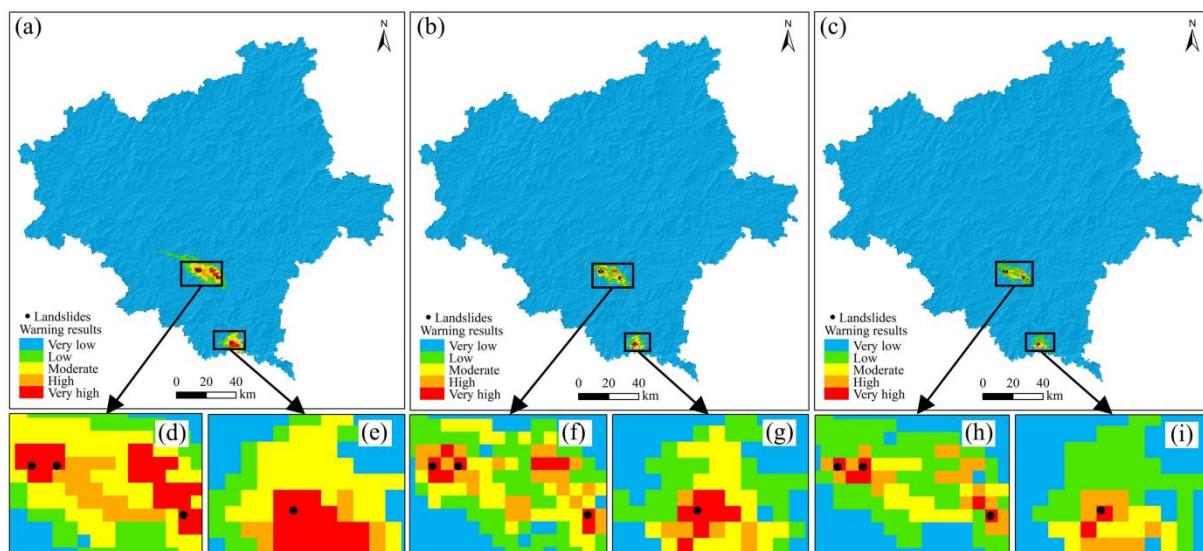 (a)
N
Landslides
Warning results
Very low
Low
Moderate
High
Very high
0 20 40
km
(b)
N
Landslides
Warning results
Very low
Low
Moderate
High
Very high
0 20 40
km
(c)
N
Landslides
Warning results
Very low
Low
Moderate
High
Very high
0 20 40
km
(d)
(e)
(f)
(g)
(h)
(i)